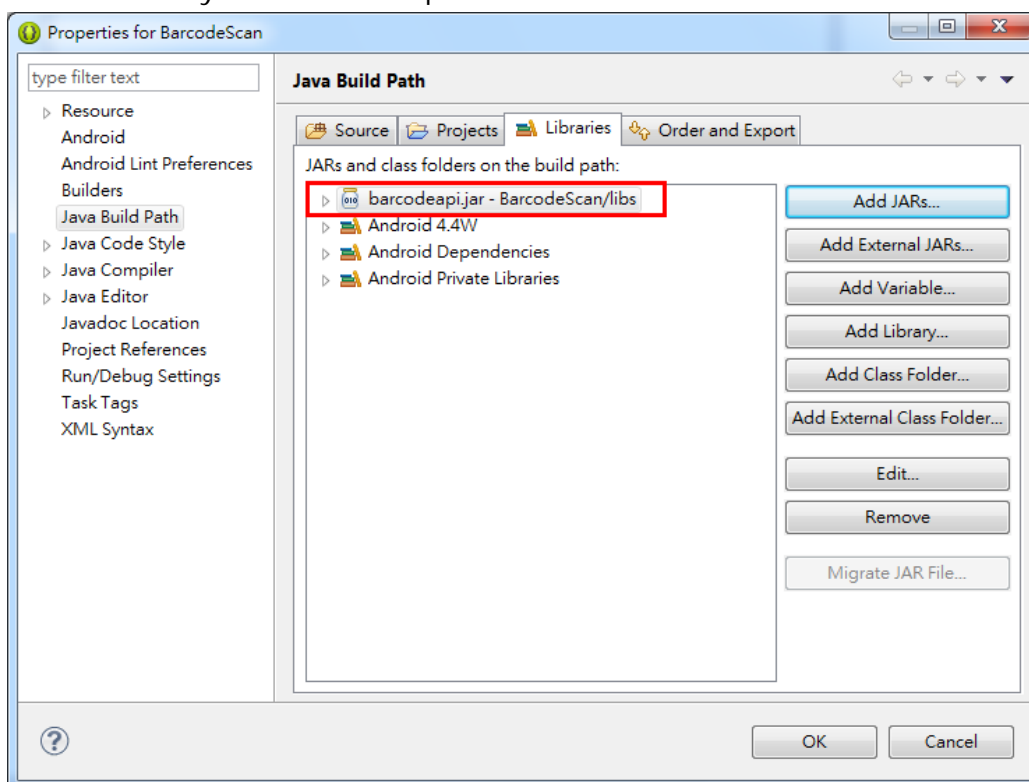 Properties for BarcodeScan
type filter text
Resource
Android
Android Lint Preferences
Builders
Java Build Path
Java Code Style
Java Compiler
Java Editor
Javadoc Location
Project References
Run/Debug Settings
Task Tags
XML Syntax
Java Build Path
Source Projects Libraries Order and Export
JARs and class folders on the build path:
barcodeapi.jar - BarcodeScan/libs
Android 4.4W
Android Dependencies
Android Private Libraries
Add JARs...
Add External JARs...
Add Variable...
Add Library...
Add Class Folder...
Add External Class Folder...
Edit...
Remove
Migrate JAR File...
OK Cancel